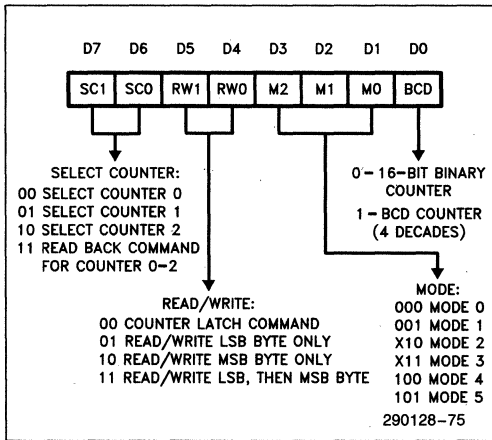 D7 D6 D5 D4 D3 D2 D1 D0
SC1 SC0 RW1 RW0 M2 M1 M0 BCD
SELECT COUNTER:
00 SELECT COUNTER 0
01 SELECT COUNTER 1
10 SELECT COUNTER 2
11 READ BACK COMMAND
FOR COUNTER 0-2
0-16-BIT BINARY
COUNTER
1-BCD COUNTER
(4 DECADES)
READ/WRITE:
00 COUNTER LATCH COMMAND
01 READ/WRITE LSB BYTE ONLY
10 READ/WRITE MSB BYTE ONLY
11 READ/WRITE LSB, THEN MSB BYTE
MODE:
000 MODE 0
001 MODE 1
X10 MODE 2
X11 MODE 3
100 MODE 4
101 MODE 5
290128-75